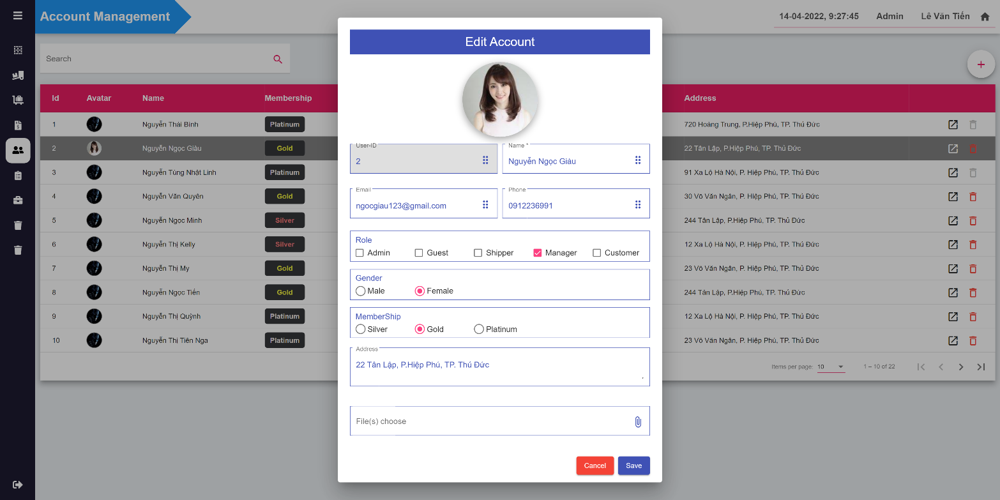 Account Management
14-04-2022, 9:27:45 Admin Lê Văn Tiến
Search
Id Avatar Name Membership Address
1 Nguyễn Thái Bình Platinum 720 Hoàng Trung, P.Hiệp Phú, TP. Thủ Đức
2 Nguyễn Ngọc Giàu Gold 22 Tân Lập, P.Hiệp Phú, TP. Thủ Đức
3 Nguyễn Tùng Nhật Linh Platinum 91 Xa Lộ Hà Nội, P. Hiệp Phú, TP. Thủ Đức
4 Nguyễn Văn Quyên Gold 30 Võ Văn Ngân, P. Hiệp Phú, TP. Thủ Đức
5 Nguyễn Ngọc Minh Silver 244 Tân Lập, P.Hiệp Phú, TP. Thủ Đức
6 Nguyễn Thị Kelly Silver 12 Xa Lộ Hà Nội, P. Hiệp Phú, TP. Thủ Đức
7 Nguyễn Thị My Gold 23 Võ Văn Ngân, P. Hiệp Phú, TP. Thủ Đức
8 Nguyễn Ngọc Tiến Gold 244 Tân Lập, P.Hiệp Phú, TP. Thủ Đức
9 Nguyễn Thị Quỳnh Platinum 12 Xa Lộ Hà Nội, P. Hiệp Phú, TP. Thủ Đức
10 Nguyễn Thị Tiên Nga Platinum 23 Võ Văn Ngân, P. Hiệp Phú, TP. Thủ Đức
Items per page: 10 1 – 10 of 22
Edit Account
User-ID Name *
2 Nguyễn Ngọc Giàu
Email Phone
ngocgiau123@gmail.com 0912236991
Role
Admin Guest Shipper Manager Customer
Gender
Male Female
MemberShip
Silver Gold Platinum
Address
22 Tân Lập, P.Hiệp Phú, TP. Thủ Đức
File(s) choose
Cancel Save